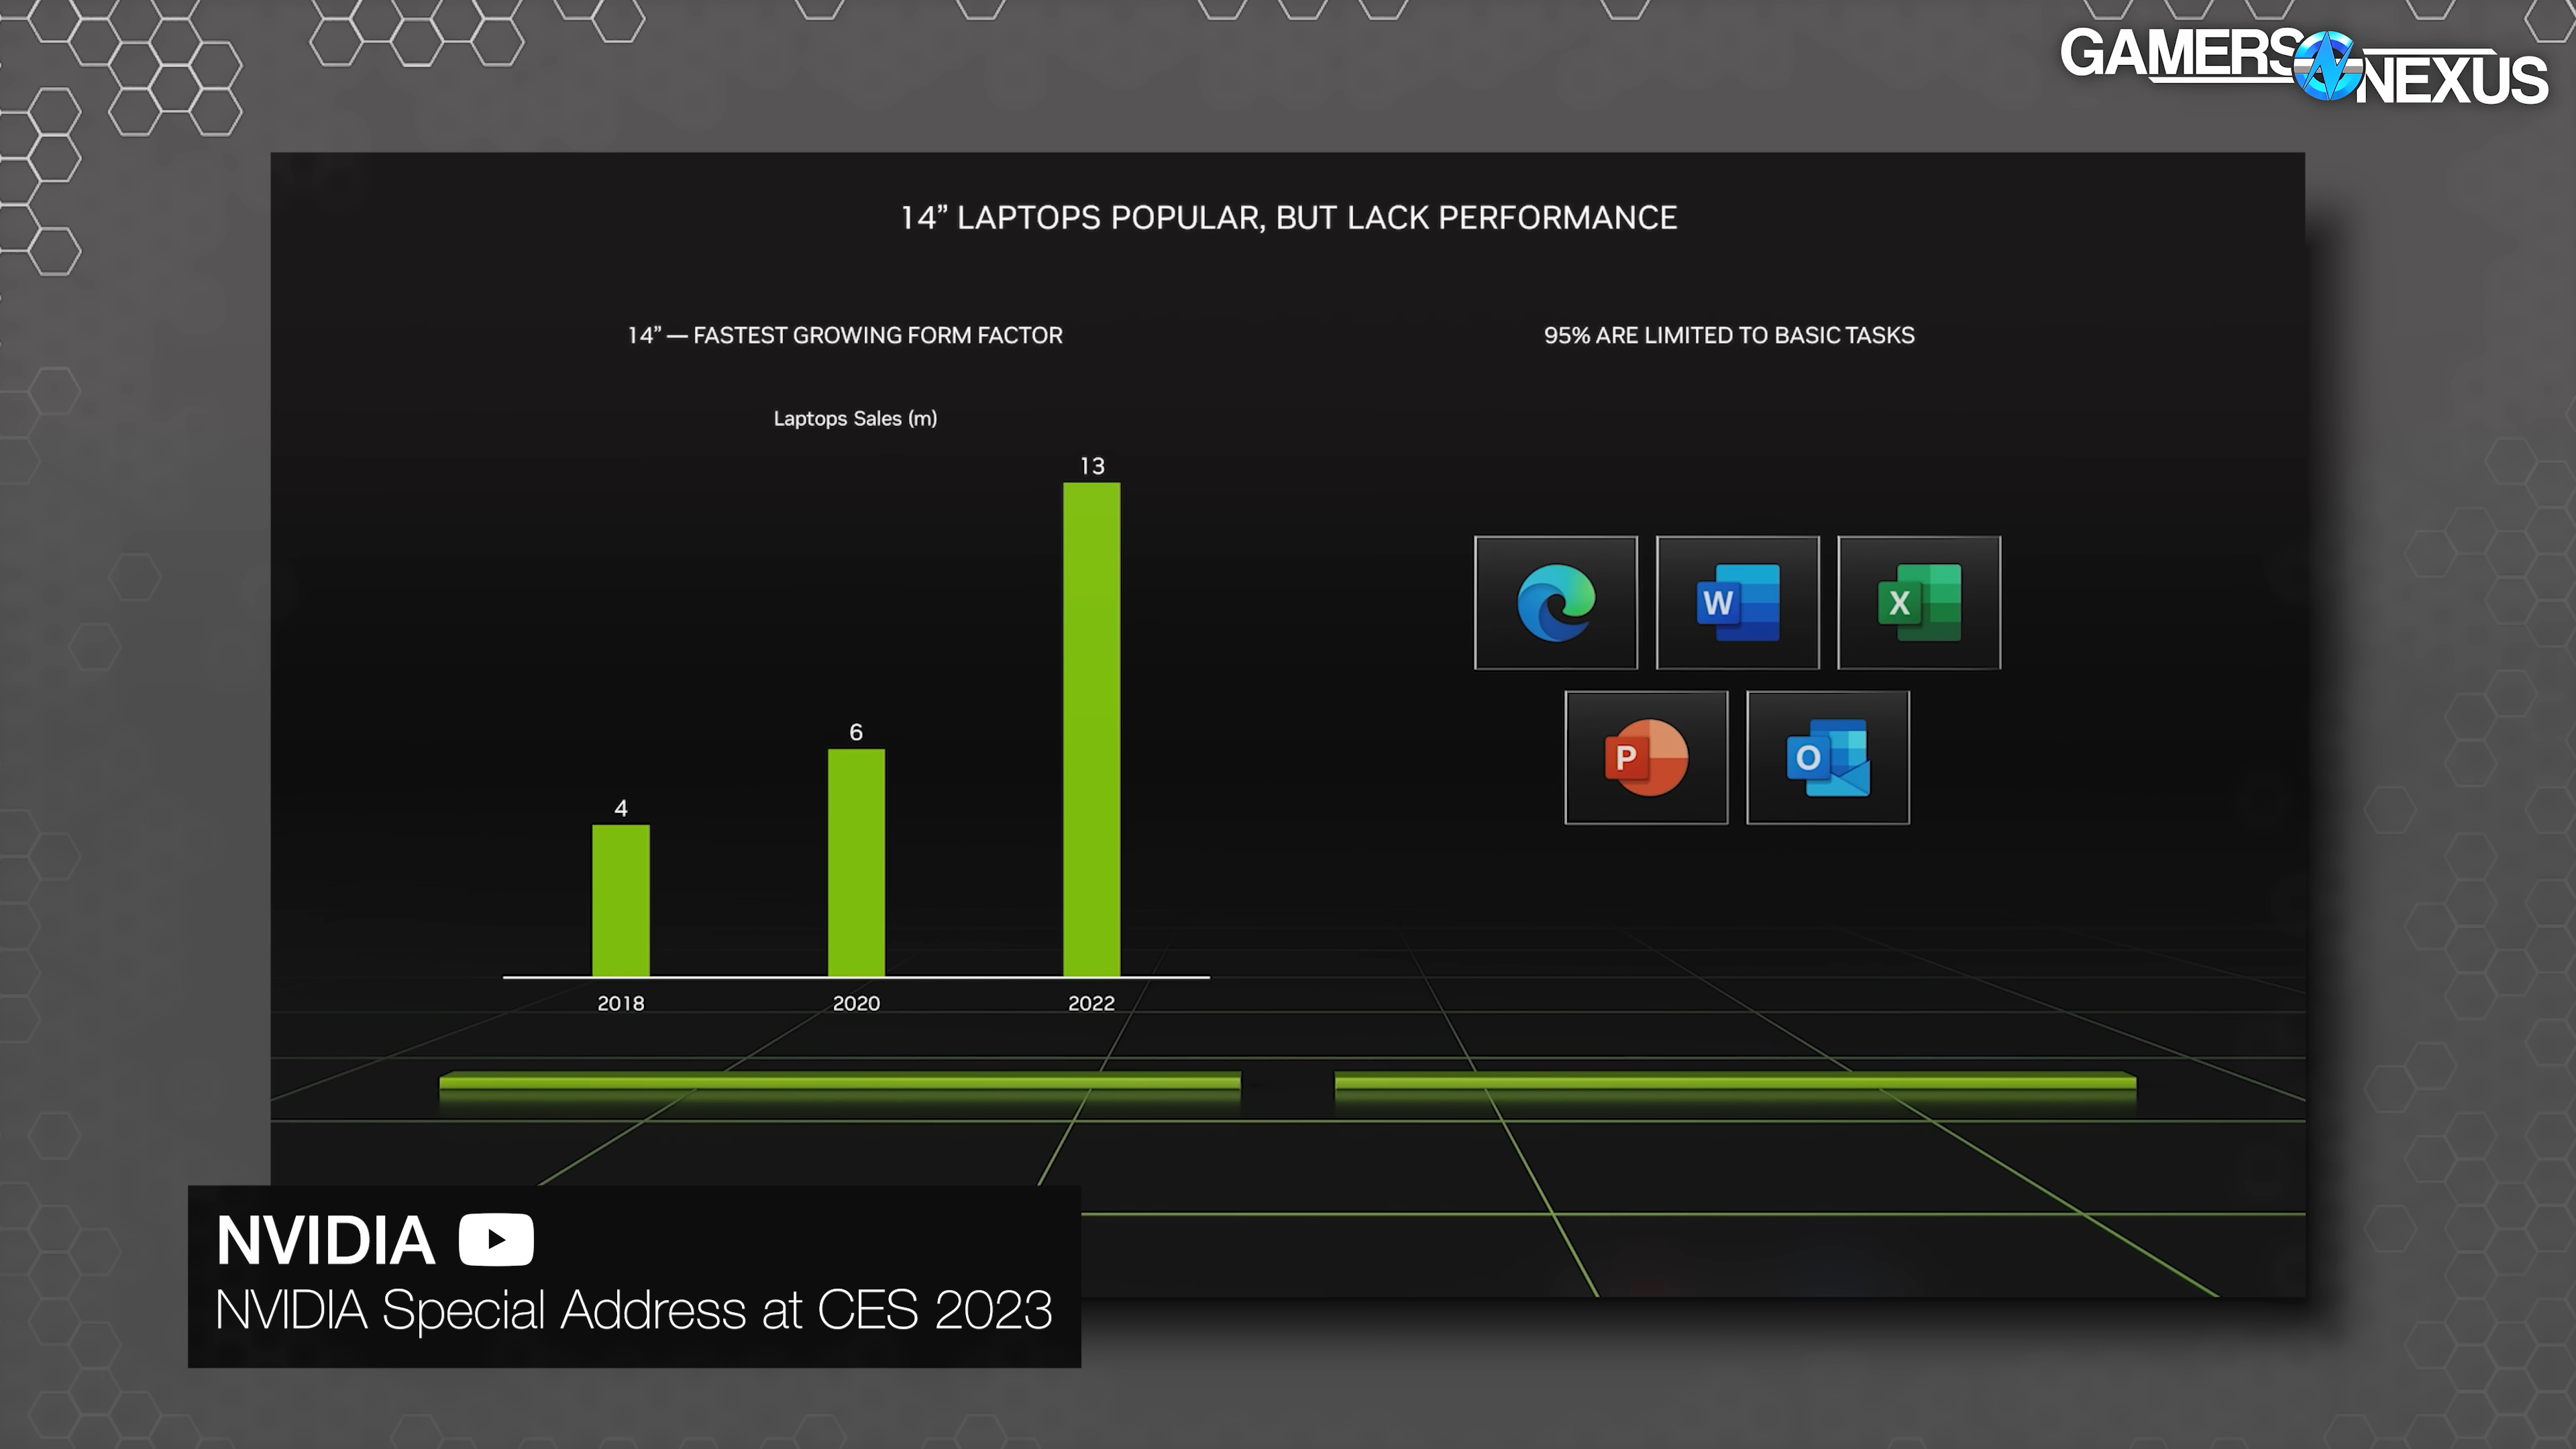 GAMERS NEXUS
14” LAPTOPS POPULAR, BUT LACK PERFORMANCE
14” — FASTEST GROWING FORM FACTOR
Laptops Sales (m)
4
6
13
2018
2020
2022
95% ARE LIMITED TO BASIC TASKS
W
X
P
O
NVIDIA
NVIDIA Special Address at CES 2023